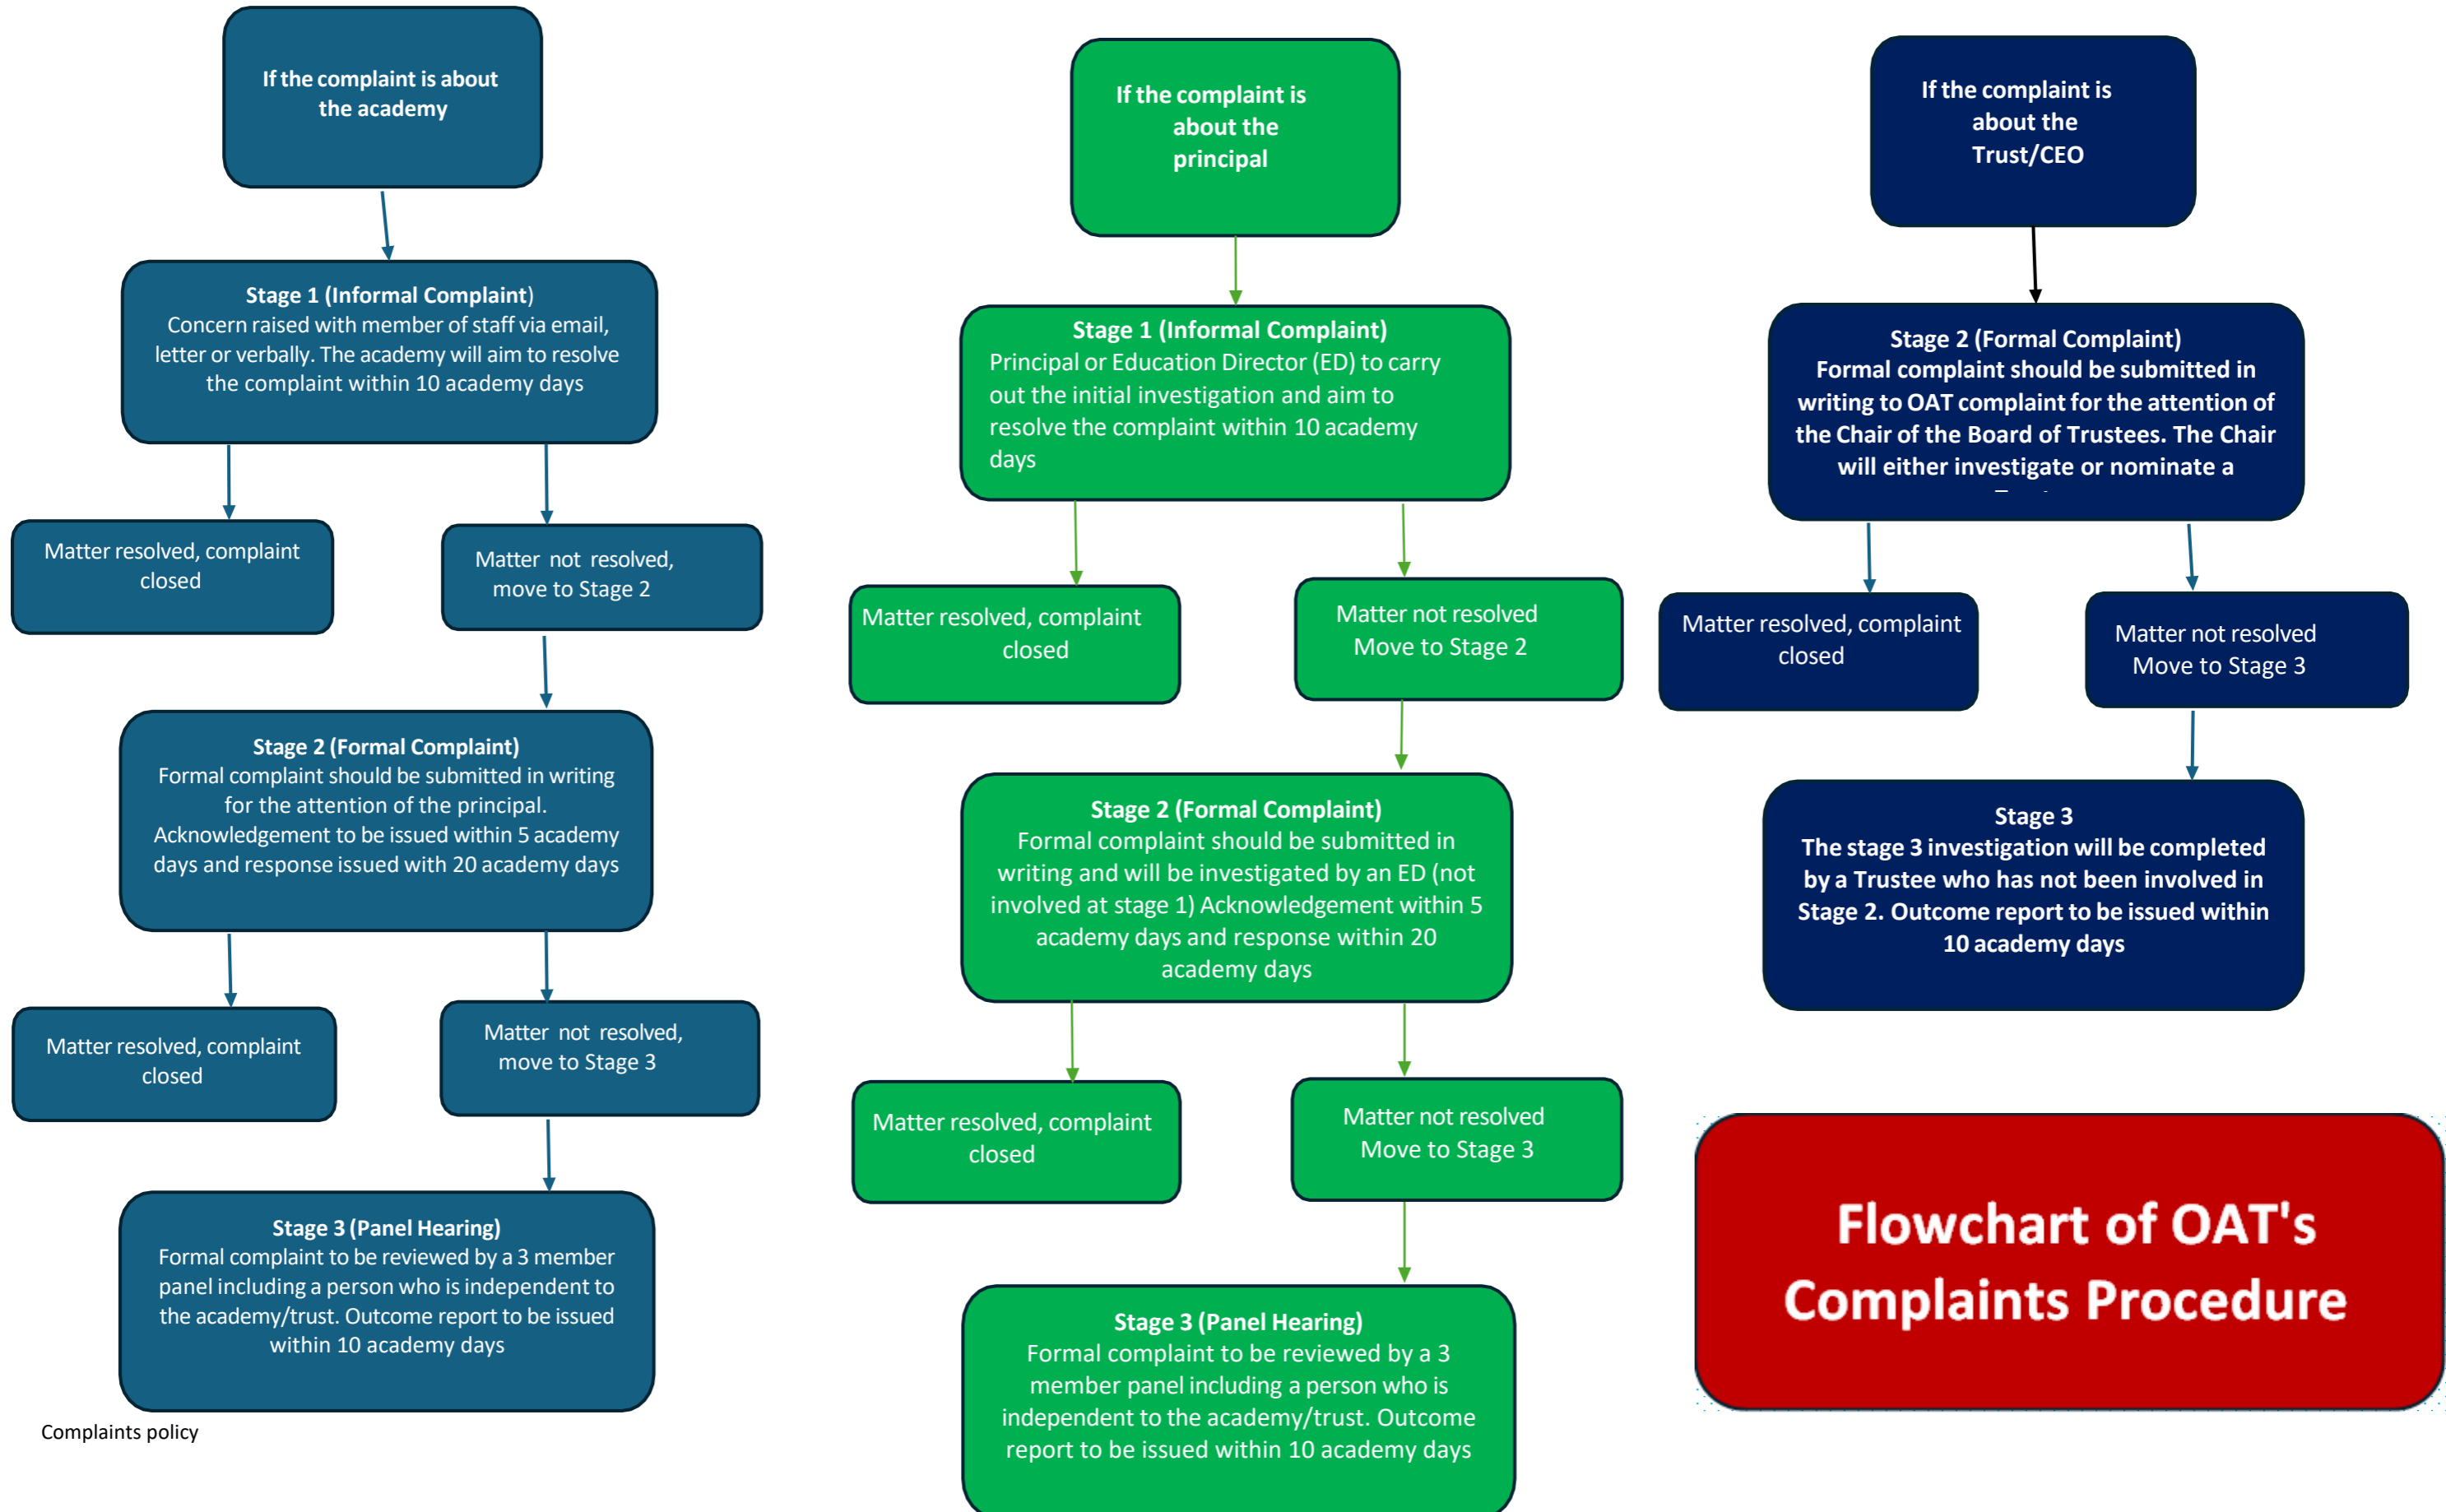 If the complaint is about
the academy
Stage 1 (Informal Complaint)
Concern raised with member of staff via email,
letter or verbally. The academy will aim to resolve
the complaint within 10 academy days
Matter resolved, complaint
closed
Matter not resolved,
move to Stage 2
Stage 2 (Formal Complaint)
Formal complaint should be submitted in writing
for the attention of the principal.
Acknowledgement to be issued within 5 academy
days and response issued with 20 academy days
Matter resolved, complaint
closed
Matter not resolved,
move to Stage 3
Stage 3 (Panel Hearing)
Formal complaint to be reviewed by a 3 member
panel including a person who is independent to
the academy/trust. Outcome report to be issued
within 10 academy days
Complaints policy
If the complaint is
about the
principal
Stage 1 (Informal Complaint)
Principal or Education Director (ED) to carry
out the initial investigation and aim to
resolve the complaint within 10 academy
days
Matter resolved, complaint
closed
Matter not resolved
Move to Stage 2
Stage 2 (Formal Complaint)
Formal complaint should be submitted in
writing and will be investigated by an ED (not
involved at stage 1) Acknowledgement within 5
academy days and response within 20
academy days
Matter resolved, complaint
closed
Matter not resolved
Move to Stage 3
Stage 3 (Panel Hearing)
Formal complaint to be reviewed by a 3
member panel including a person who is
independent to the academy/trust. Outcome
report to be issued within 10 academy days
If the complaint is
about the
Trust/CEO
Stage 2 (Formal Complaint)
Formal complaint should be submitted in
writing to OAT complaint for the attention of
the Chair of the Board of Trustees. The Chair
will either investigate or nominate a
Matter resolved, complaint
closed
Matter not resolved
Move to Stage 3
Stage 3
The stage 3 investigation will be completed
by a Trustee who has not been involved in
Stage 2. Outcome report to be issued within
10 academy days
Flowchart of OAT's
Complaints Procedure